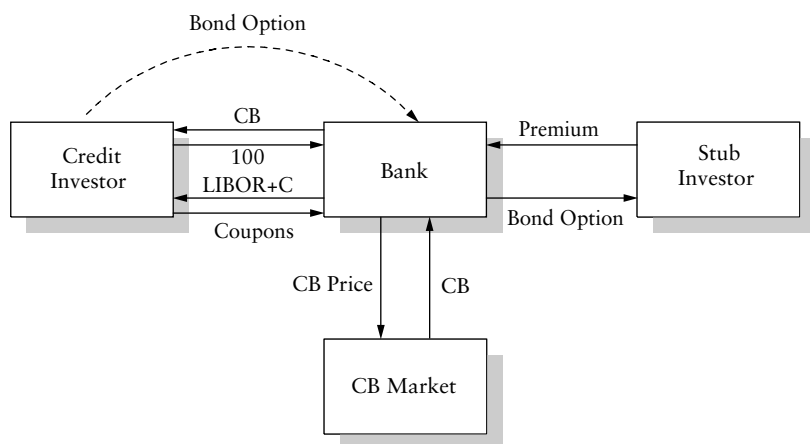 Bond Option
CB
100
LIBOR+C
Coupons
Credit
Investor
Bank
Premium
Bond Option
Stub
Investor
CB Price
CB
CB Market